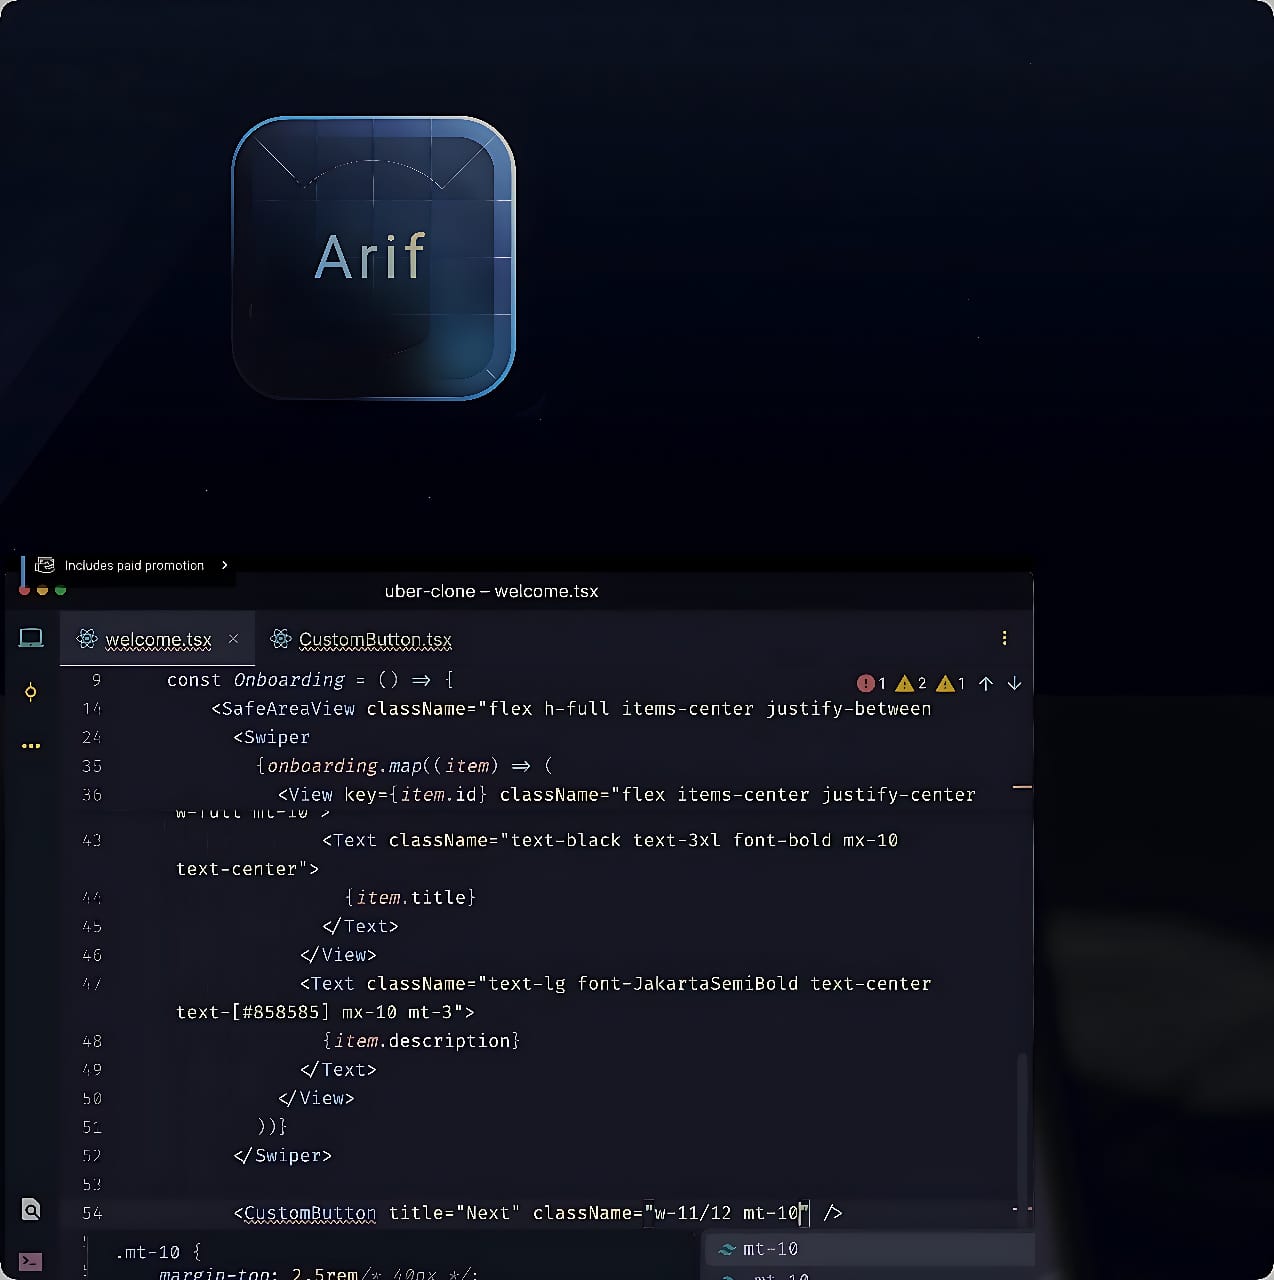 Arif
Includes paid promotion
uber-clone – welcome.tsx
welcome.tsx × CustomButton.tsx
9 const Onboarding = () => {
1 2 1
14 <SafeAreaView className="flex h-full items-center justify-between
24 <Swiper
35 {onboarding.map((item) => (
36 <View key={item.id} className="flex items-center justify-center
w-full mt-10">
43 <Text className="text-black text-3xl font-bold mx-10
text-center">
44 {item.title}
45 </Text>
46 </View>
47 <Text className="text-lg font-JakartaSemiBold text-center
text-[#858585] mx-10 mt-3">
48 {item.description}
49 </Text>
50 </View>
51 ))}
52 </Swiper>
53
54 <CustomButton title="Next" className="w-11/12 mt-10" />
.mt-10 {
mt-10
margin-top: 2.5rem/* 40px */;
-mt-10